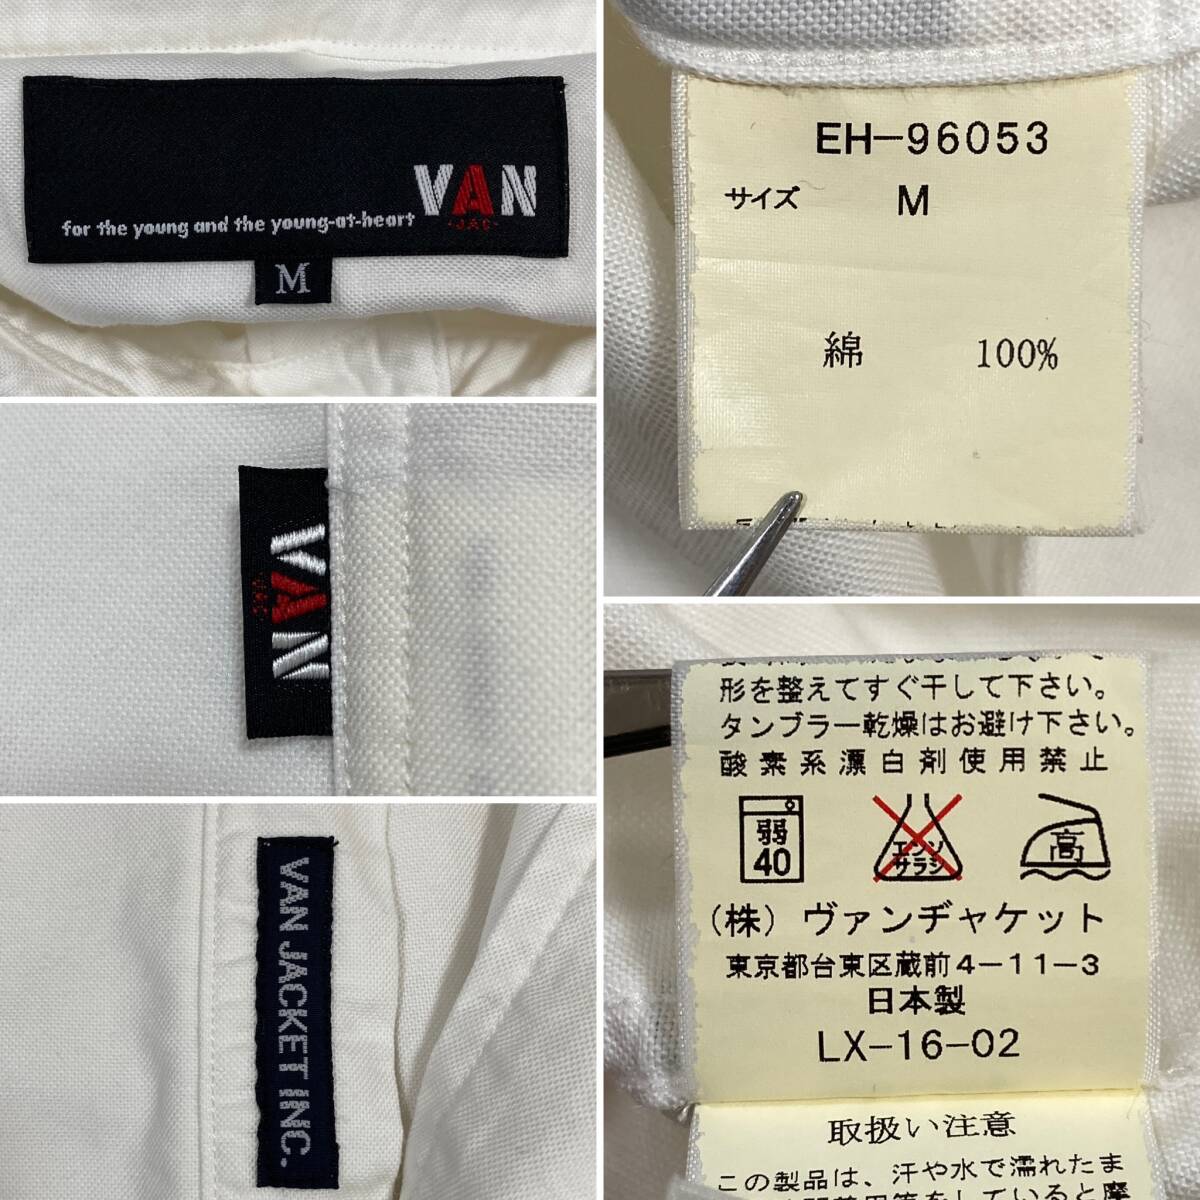 for the young and the young-at-heart
VAN
-JAC-
M
VAN
JAC
VAN JACKET INC.
EH-96053
サイズ M
綿 100%
形を整えてすぐ干して下さい。
タンブラー乾燥はお避け下さい。
酸素系漂白剤使用禁止
弱
40
エンソ
サラシ
高
(株) ヴァンヂャケット
東京都台東区蔵前4-11-3
日本製
LX-16-02
取扱い注意
この製品は、汗や水で濡れたま